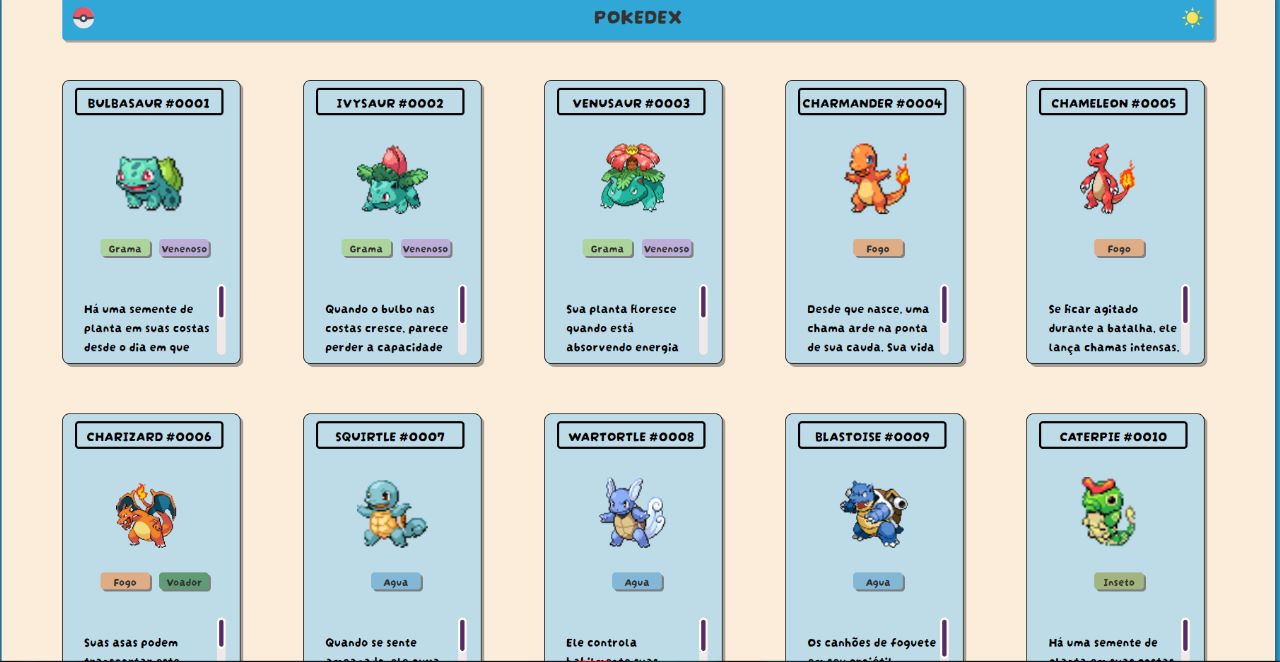 POKEDEX
BULBASAUR #0001
Grama Venenoso
Há uma semente de
planta em suas costas
desde o dia em que
IVYSAUR #0002
Grama Venenoso
Quando o bulbo nas
costas cresce, parece
perder a capacidade
VENUSAUR #0003
Grama Venenoso
Sua planta floresce
quando está
absorvendo energia
CHARMANDER #0004
Fogo
Desde que nasce, uma
chama arde na ponta
de sua cauda. Sua vida
CHAMELEON #0005
Fogo
Se ficar agitado
durante a batalha, ele
lança chamas intensas,
CHARIZARD #0006
Fogo Voador
Suas asas podem
SQUIRTLE #0007
Agua
Quando se sente
WARTORTLE #0008
Agua
Ele controla
BLASTOISE #0009
Agua
Os canhões de foguete
CATERPIE #0010
Inseto
Há uma semente de